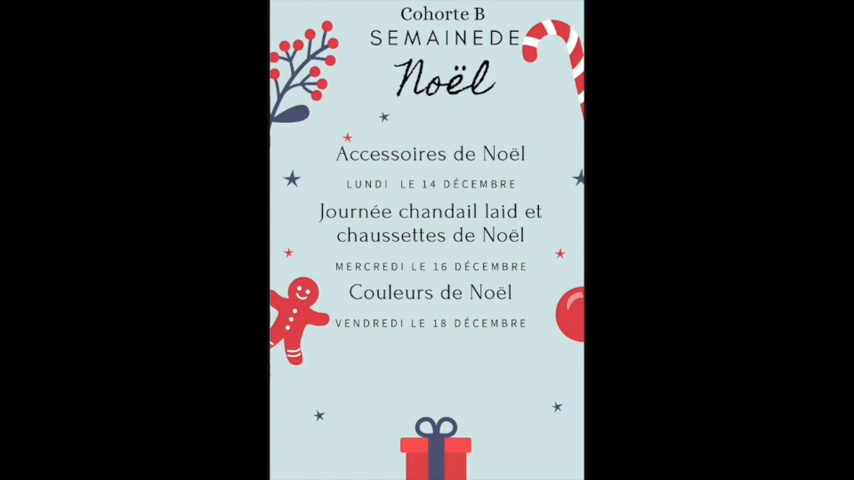 Cohorte B
SEMAINEDE
Noël
Accessoires de Noël
LUNDI LE 14 DÉCEMBRE
Journée chandail laid et
chaussettes de Noël
MERCREDI LE 16 DÉCEMBRE
Couleurs de Noël
VENDREDI LE 18 DÉCEMBRE